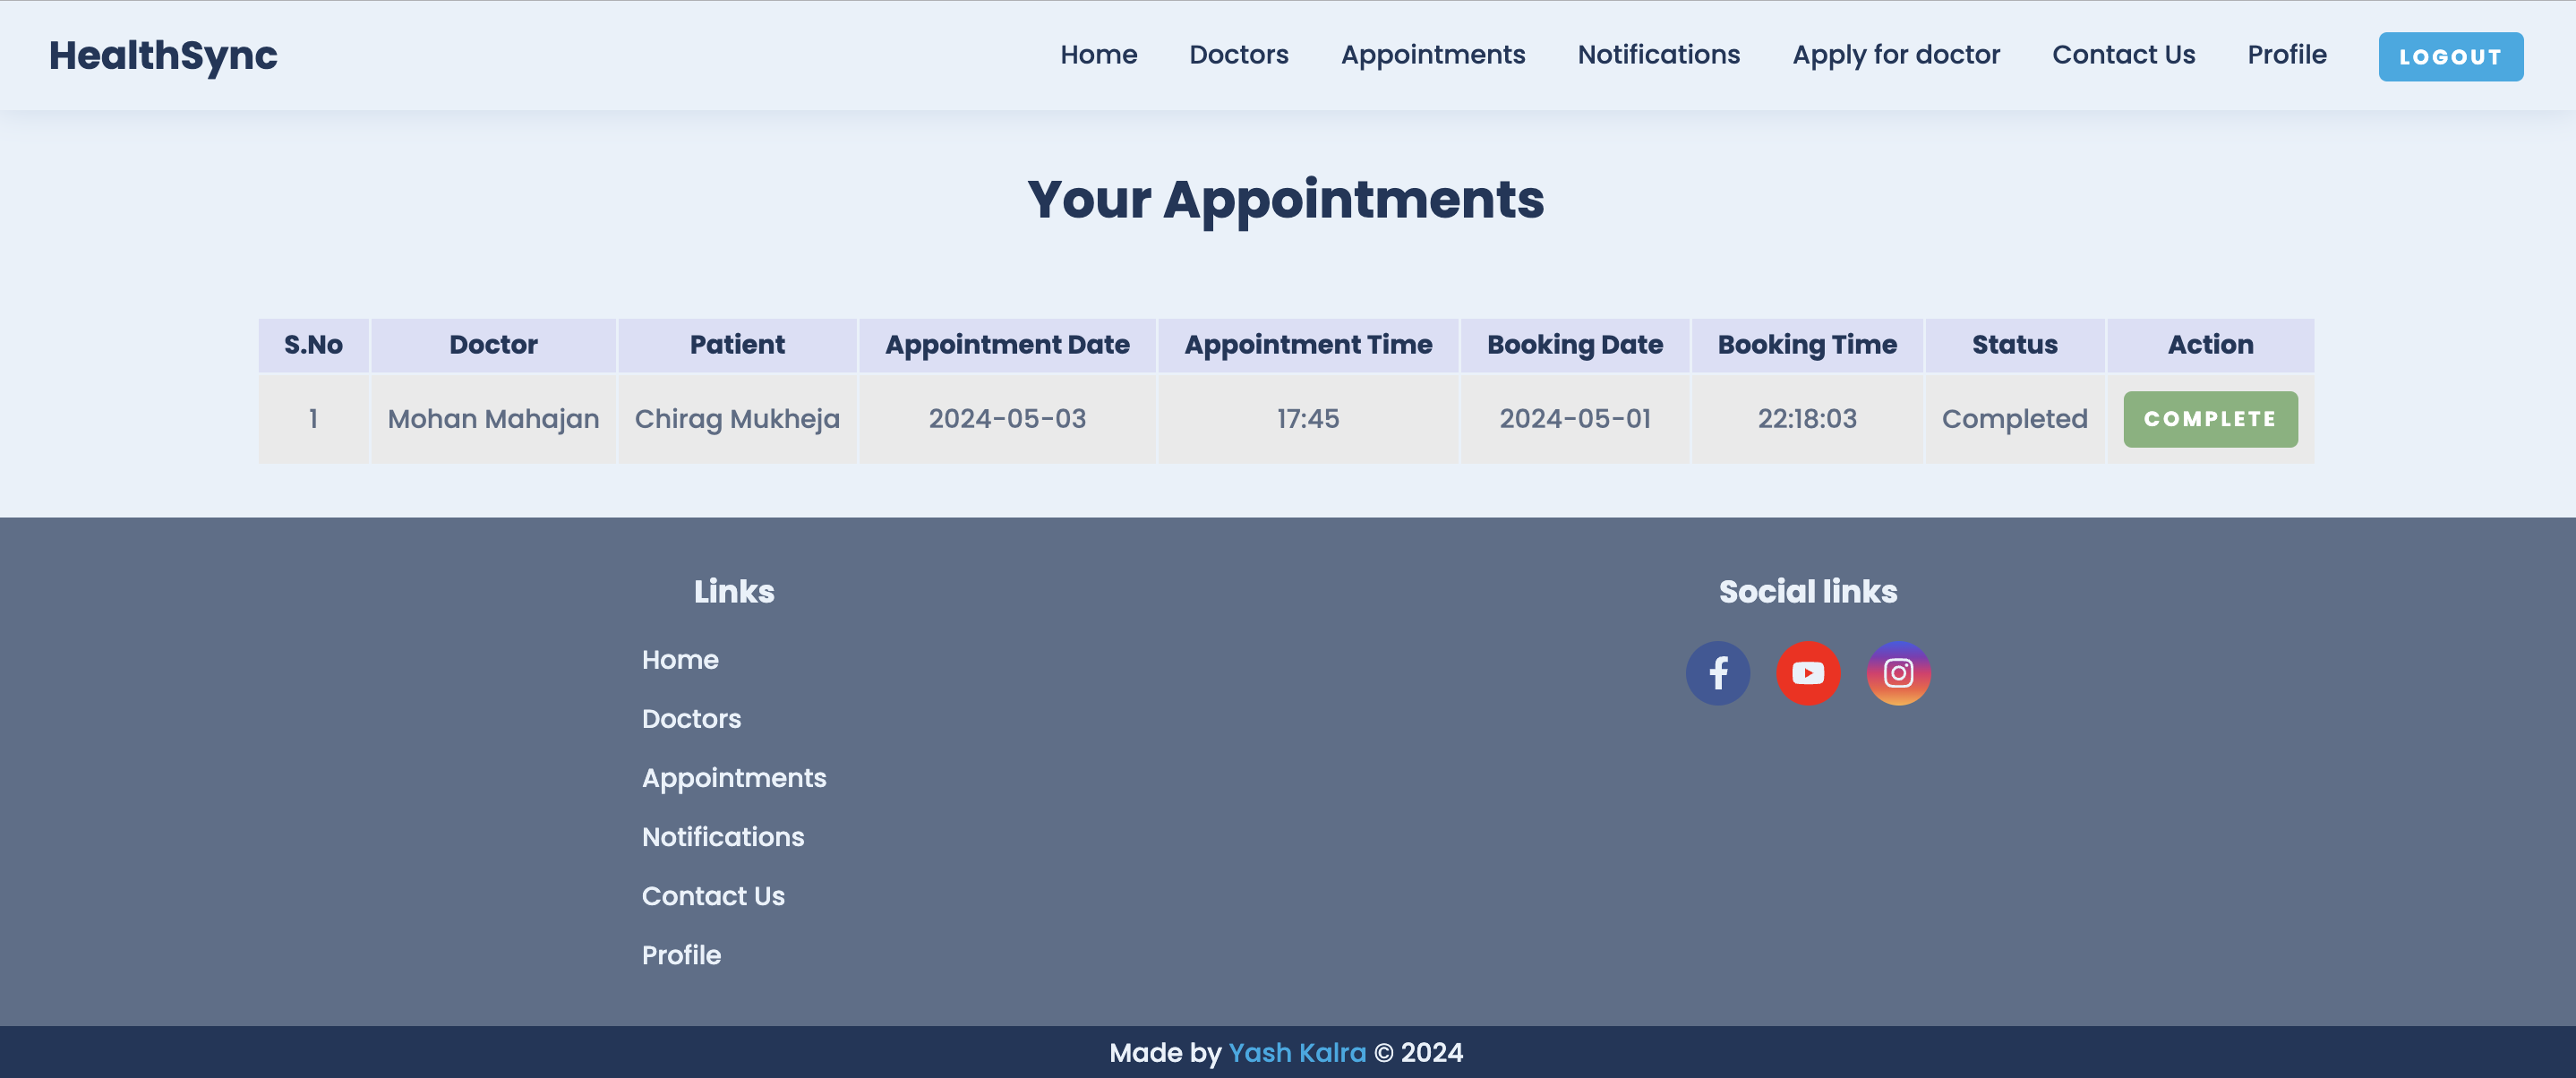 HealthSync
Home Doctors Appointments Notifications Apply for doctor Contact Us Profile LOGOUT
Your Appointments
S.No Doctor Patient Appointment Date Appointment Time Booking Date Booking Time Status Action
1 Mohan Mahajan Chirag Mukheja 2024-05-03 17:45 2024-05-01 22:18:03 Completed COMPLETE
Links
Home
Doctors
Appointments
Notifications
Contact Us
Profile
Social links
Made by Yash Kalra © 2024